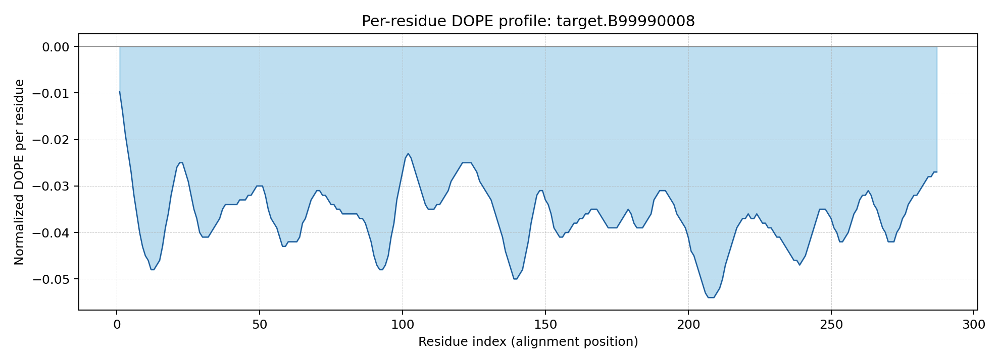 Per-residue DOPE profile: target.B99990008
Normalized DOPE per residue
0.00
−0.01
−0.02
−0.03
−0.04
−0.05
0 50 100 150 200 250 300
Residue index (alignment position)